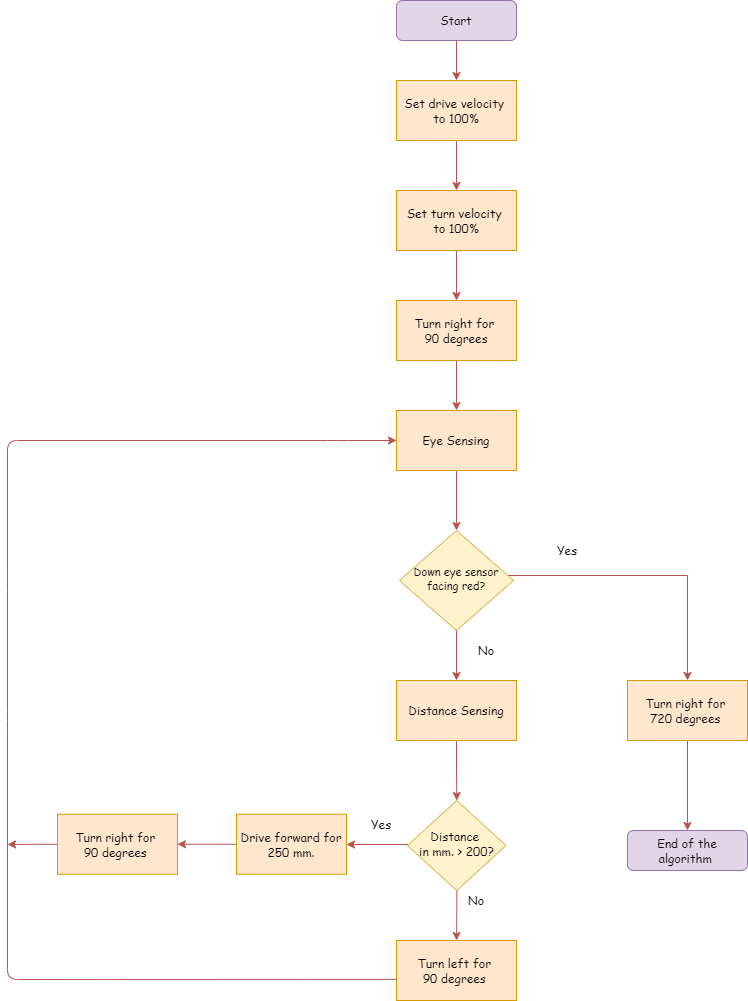 Start
Set drive velocity
to 100%
Set turn velocity
to 100%
Turn right for
90 degrees
Eye Sensing
Yes
Down eye sensor
facing red?
No
Distance Sensing
Turn right for
720 degrees
Yes
Turn right for
90 degrees
Drive forward for
250 mm.
Distance
in mm. > 200?
End of the
algorithm
No
Turn left for
90 degrees